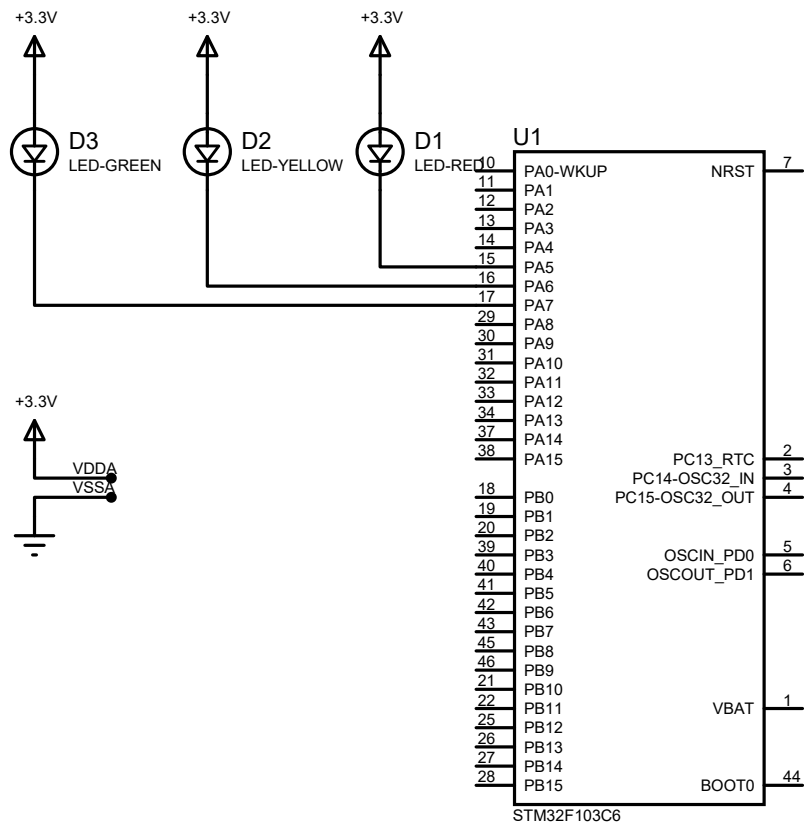 +3.3V
+3.3V
+3.3V
D3
LED-GREEN
D2
LED-YELLOW
D1
LED-RED
U1
10 PA0-WKUP
11 PA1
12 PA2
13 PA3
14 PA4
15 PA5
16 PA6
17 PA7
29 PA8
30 PA9
31 PA10
32 PA11
33 PA12
34 PA13
37 PA14
38 PA15
18 PB0
19 PB1
20 PB2
39 PB3
40 PB4
41 PB5
42 PB6
43 PB7
45 PB8
46 PB9
21 PB10
22 PB11
25 PB12
26 PB13
27 PB14
28 PB15
NRST 7
PC13_RTC 2
PC14-OSC32_IN 3
PC15-OSC32_OUT 4
OSCIN_PD0 5
OSCOUT_PD1 6
VBAT 1
BOOT0 44
STM32F103C6
+3.3V
VDDA
VSSA